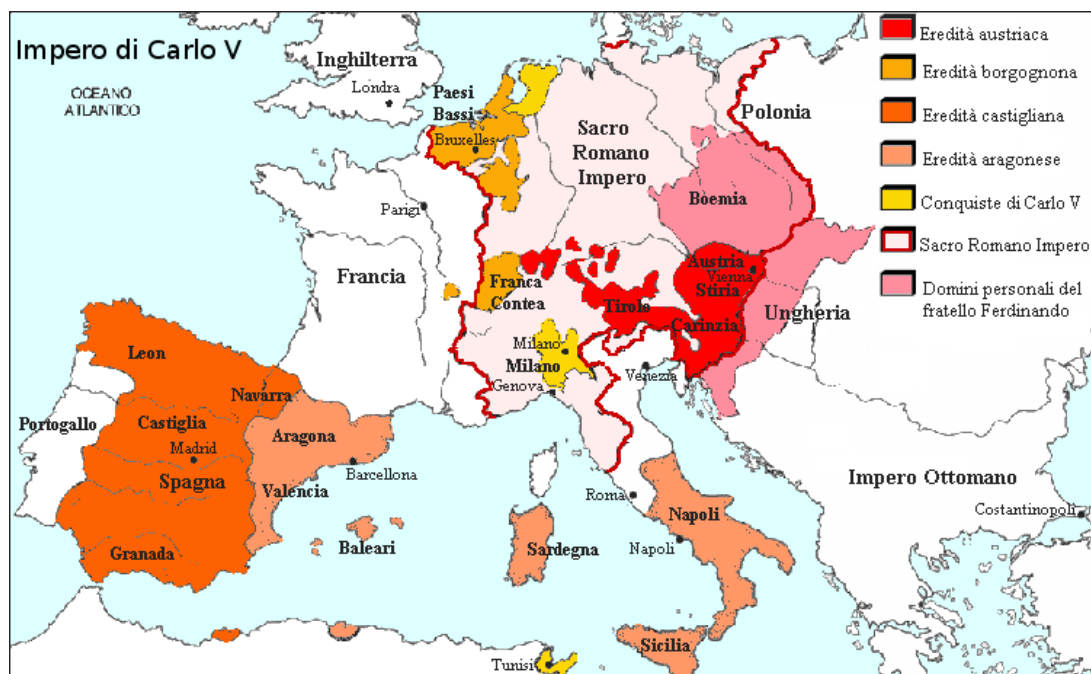 Impero di Carlo V
OCEANO
ATLANTICO
Inghilterra
Londra
Paesi
Bassi
Bruxelles
Sacro
Romano
Impero
Polonia
Boemia
Parigi
Francia
Franca
Contea
Austria
Vienna
Stiria
Tirolo
Carinzia
Ungheria
Milano
Milano
Genova
Venezia
Leon
Navarra
Portogallo
Castiglia
Madrid
Spagna
Aragona
Barcellona
Valencia
Granada
Baleari
Sardegna
Roma
Napoli
Napoli
Sicilia
Tunisi
Impero Ottomano
Costantinopoli
Eredità austriaca
Eredità borgognona
Eredità castigliana
Eredità aragonese
Conquiste di Carlo V
Sacro Romano Impero
Domini personali del
fratello Ferdinando